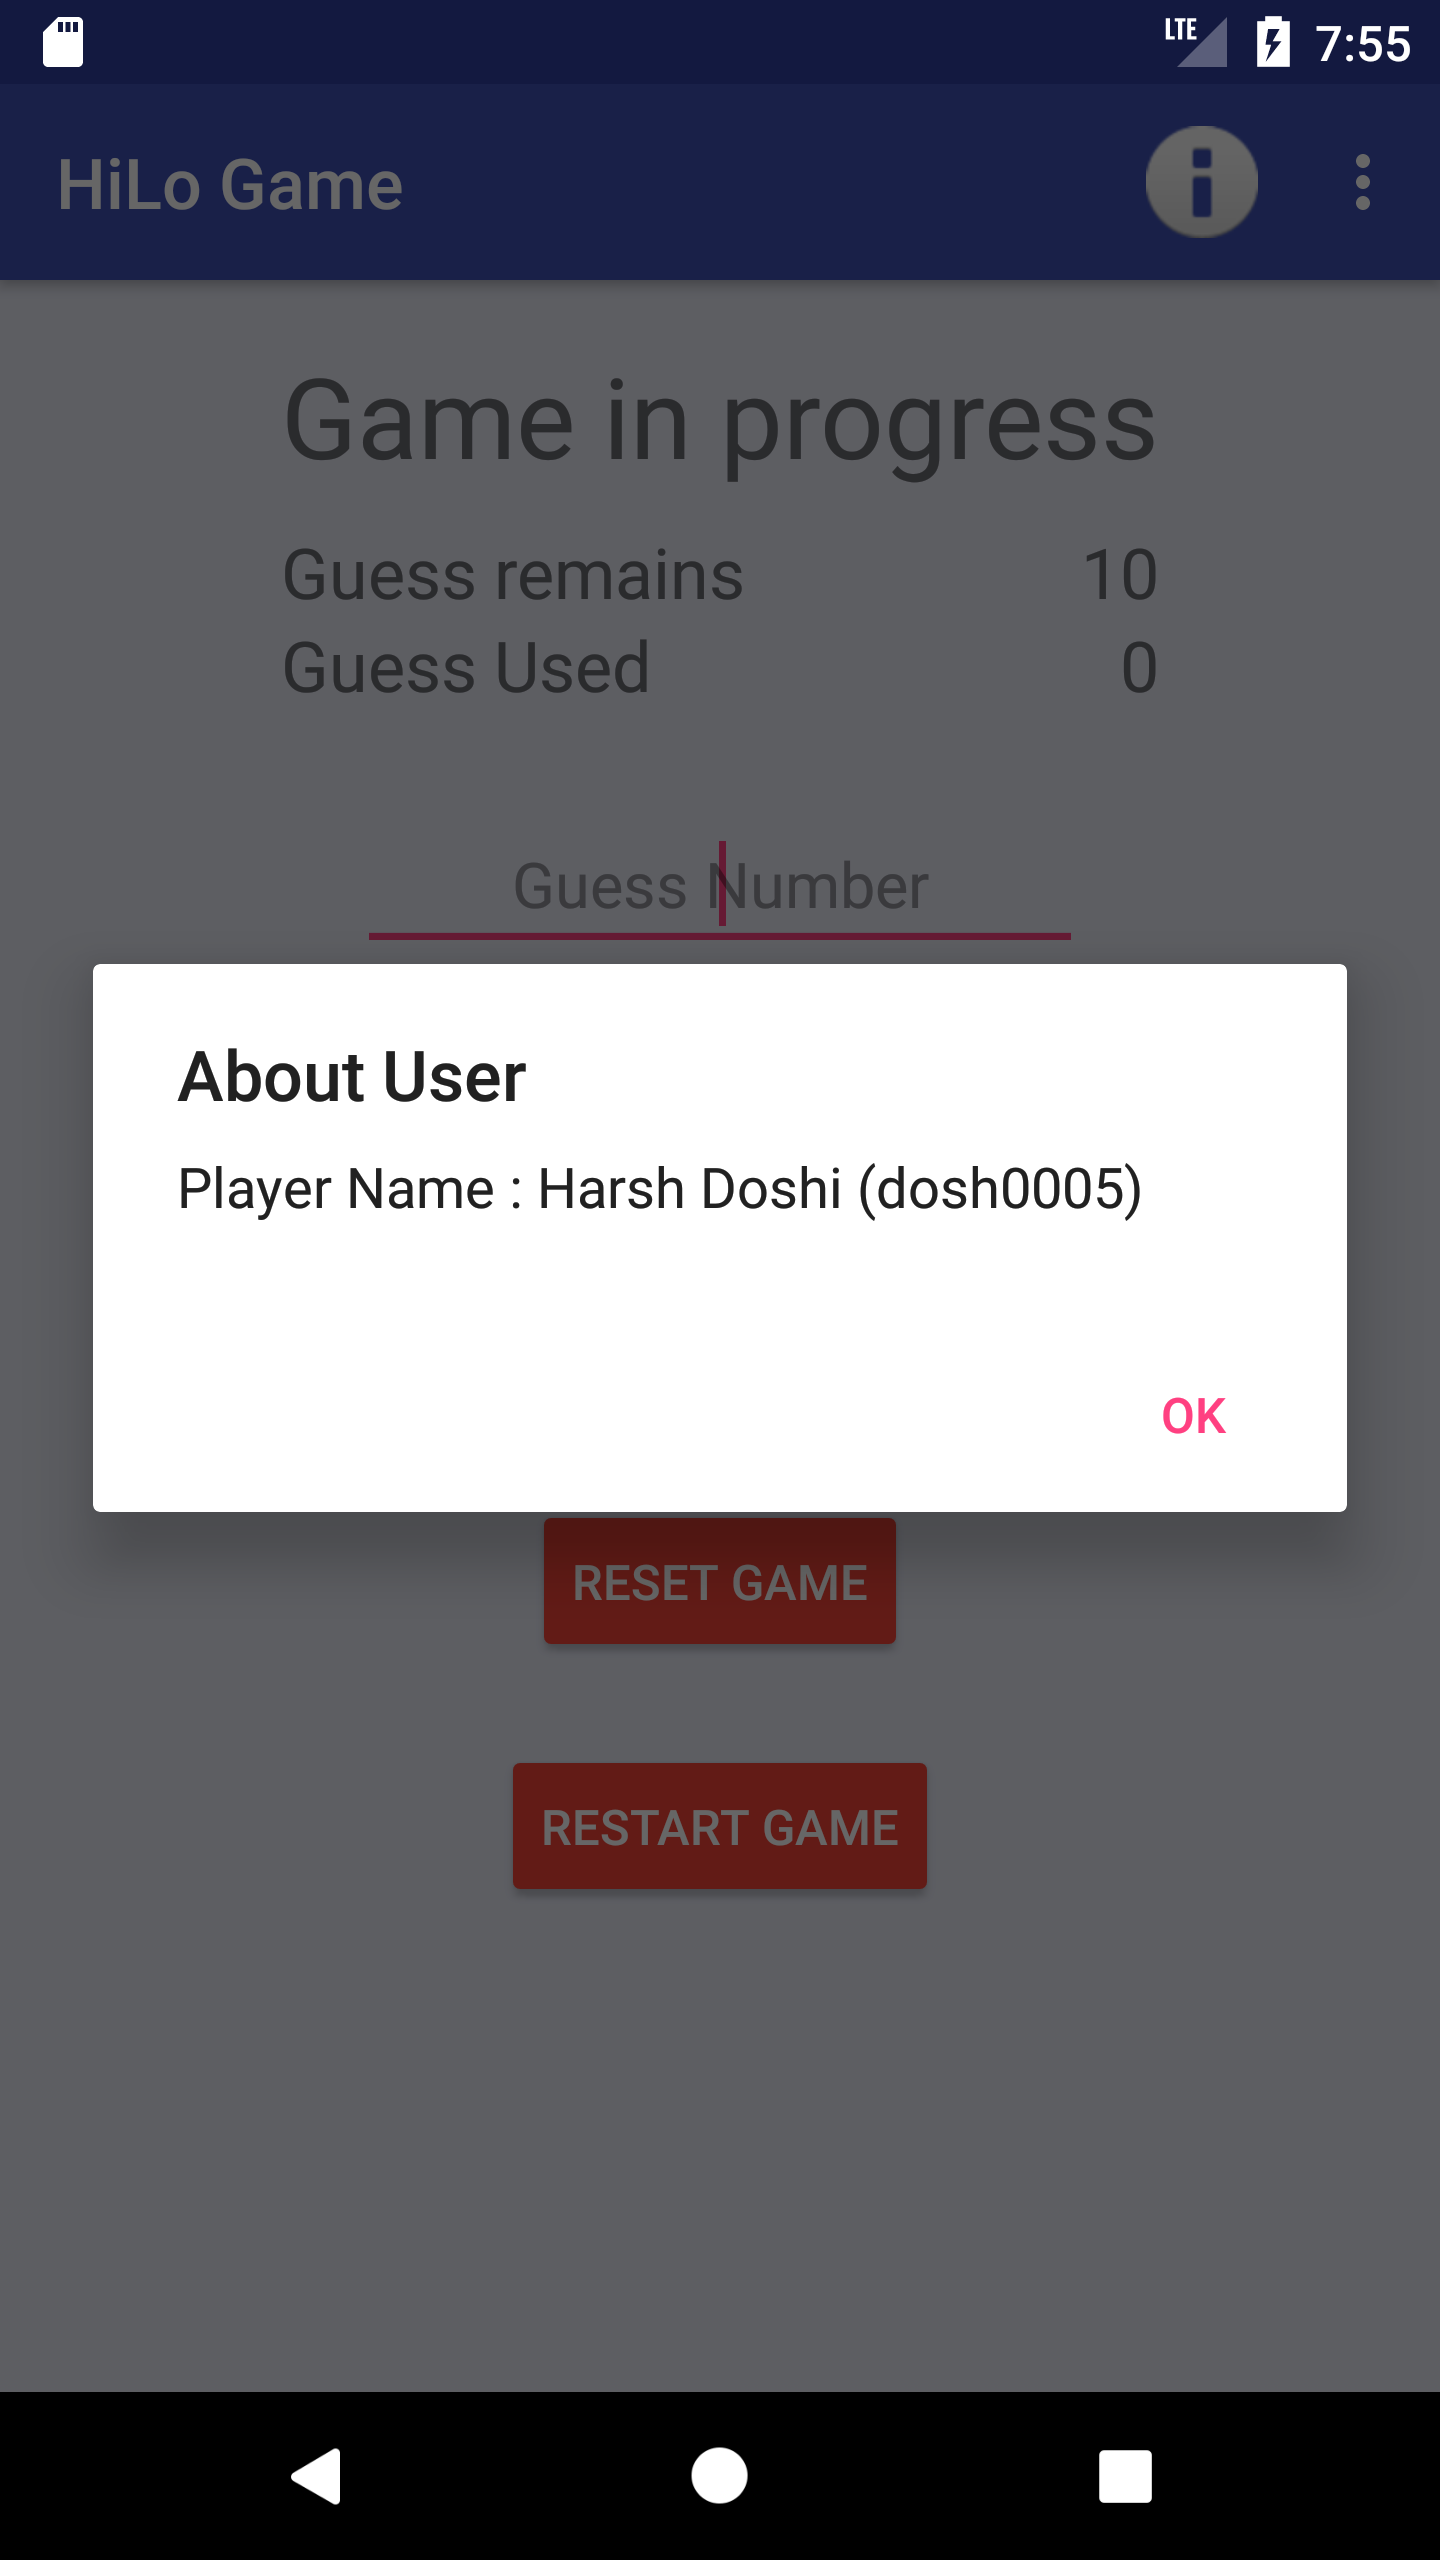 LTE 7:55
HiLo Game
Game in progress
Guess remains 10
Guess Used 0
Guess Number
About User
Player Name : Harsh Doshi (dosh0005)
OK
RESET GAME
RESTART GAME